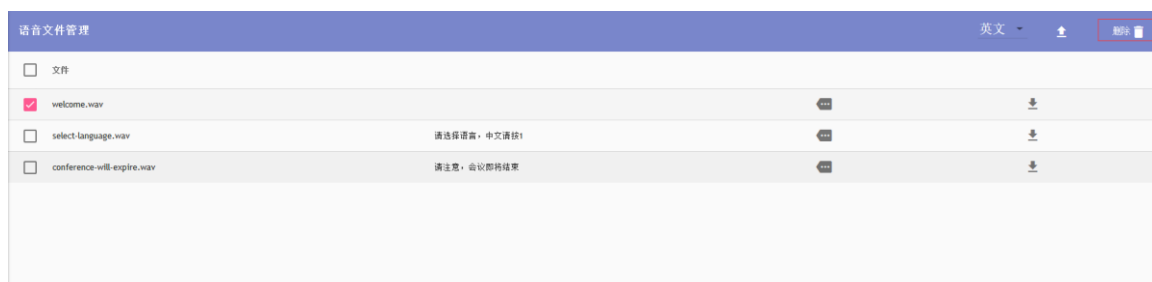 语音文件管理 英文 删除
文件
welcome.wav
select-language.wav 请选择语言，中文请按1
conference-will-expire.wav 请注意，会议即将结束